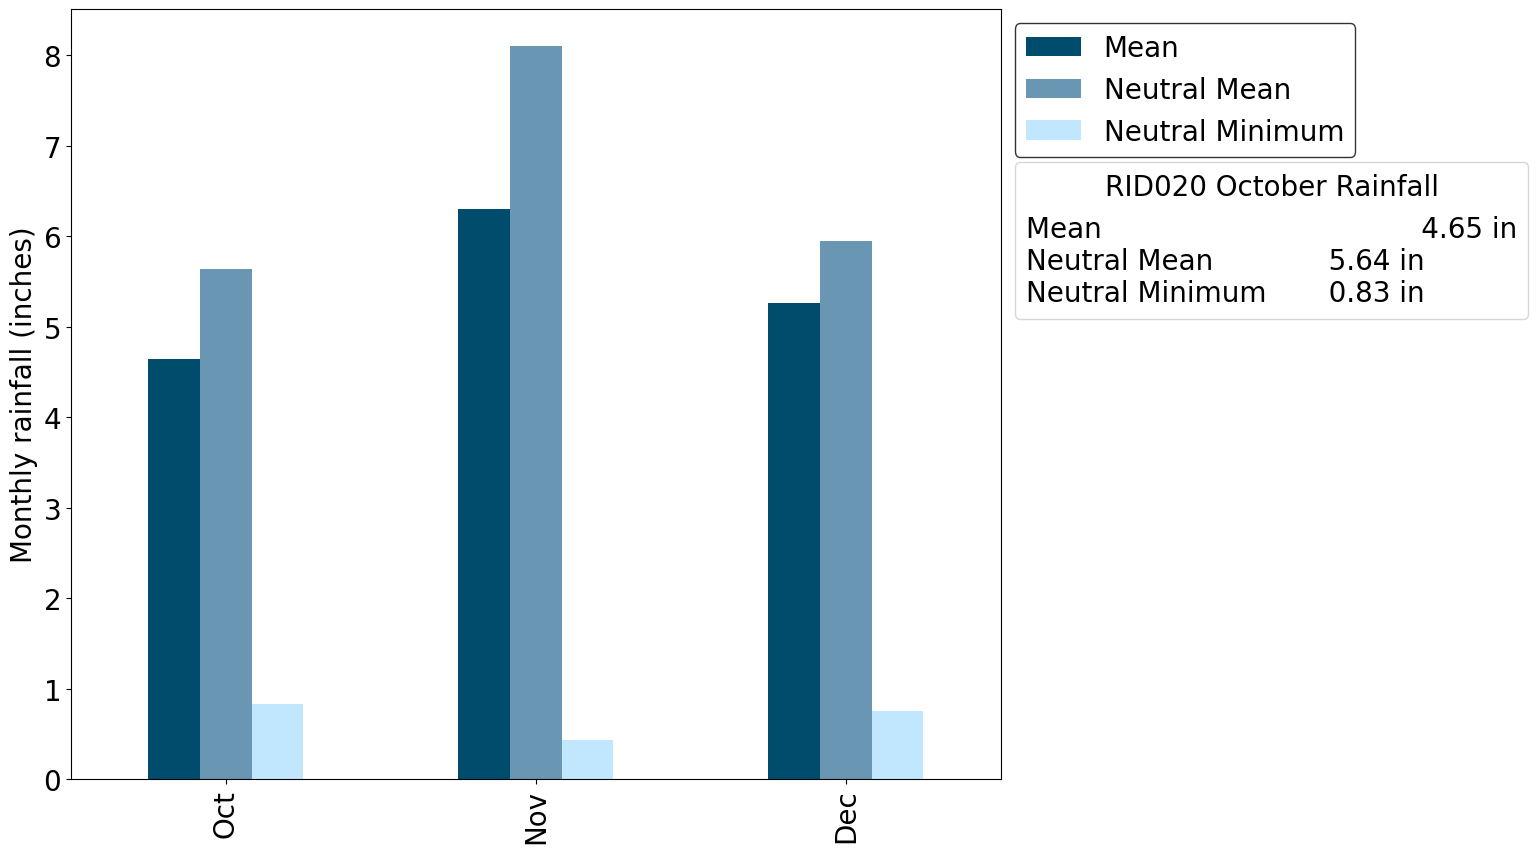 Monthly rainfall (inches)
8
7
6
5
4
3
2
1
0
Oct
Nov
Dec
Mean
Neutral Mean
Neutral Minimum
RID020 October Rainfall
Mean 4.65 in
Neutral Mean 5.64 in
Neutral Minimum 0.83 in